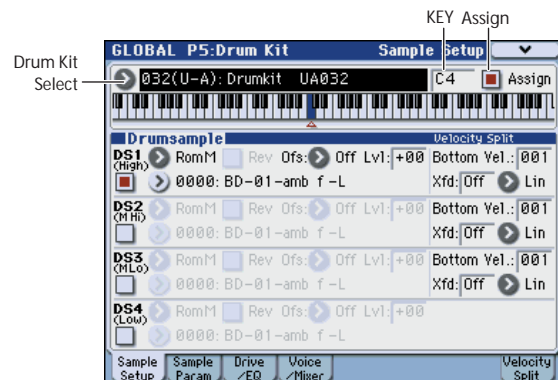 KEY Assign
GLOBAL P5:Drum Kit Sample Setup
Drum Kit
Select
032(U-A): Drumkit UA032 C4 Assign
Drumsample Velocity Split
DS1 RomM Rev Ofs: Off Lvl: +00 Bottom Vel.: 001
(High)
0000: BD-01-amb f -L Xfd: Off Lin
DS2 RomM Rev Ofs: Off Lvl: +00 Bottom Vel.: 001
(M Hi)
0000: BD-01-amb f -L Xfd: Off Lin
DS3 RomM Rev Ofs: Off Lvl: +00 Bottom Vel.: 001
(MLo)
0000: BD-01-amb f -L Xfd: Off Lin
DS4 RomM Rev Ofs: Off Lvl: +00
(Low)
0000: BD-01-amb f -L
Sample Setup Sample Param Drive /EQ Voice /Mixer Velocity Split